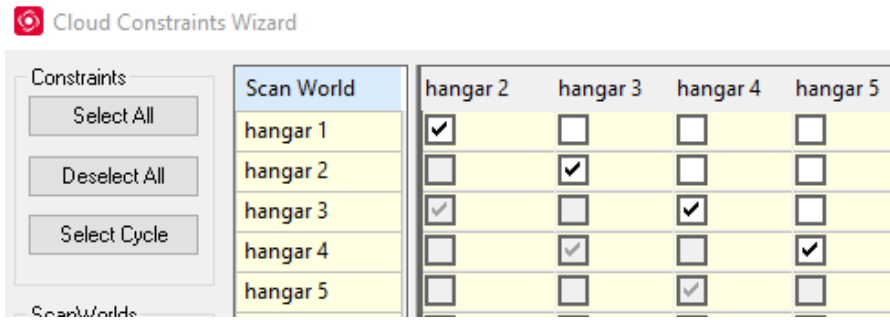 Cloud Constraints Wizard
Constraints
Select All
Deselect All
Select Cycle
ScanWorlds
Scan World hangar 2 hangar 3 hangar 4 hangar 5
hangar 1
hangar 2
hangar 3
hangar 4
hangar 5